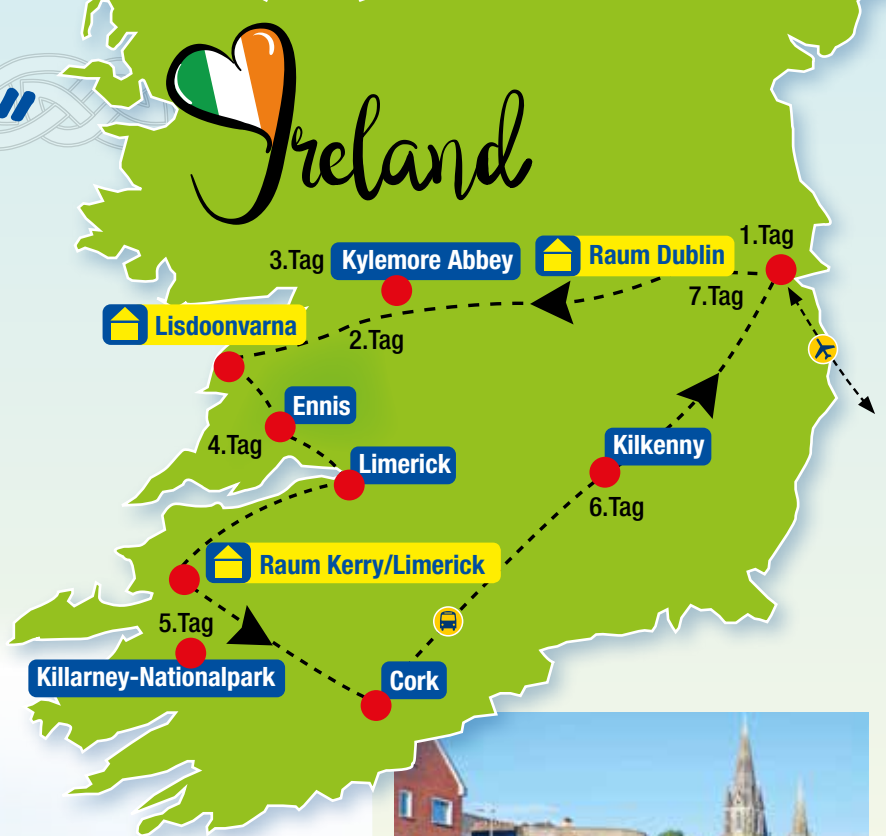 Ireland
1.Tag
Raum Dublin
3.Tag Kylemore Abbey
7.Tag
Lisdoonvarna
2.Tag
Ennis
4.Tag
Limerick
Kilkenny
6.Tag
Raum Kerry/Limerick
5.Tag
Killarney-Nationalpark
Cork